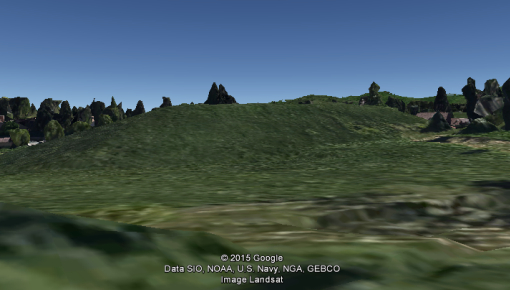 © 2015 Google
Data SIO, NOAA, U.S. Navy, NGA, GEBCO
Image Landsat